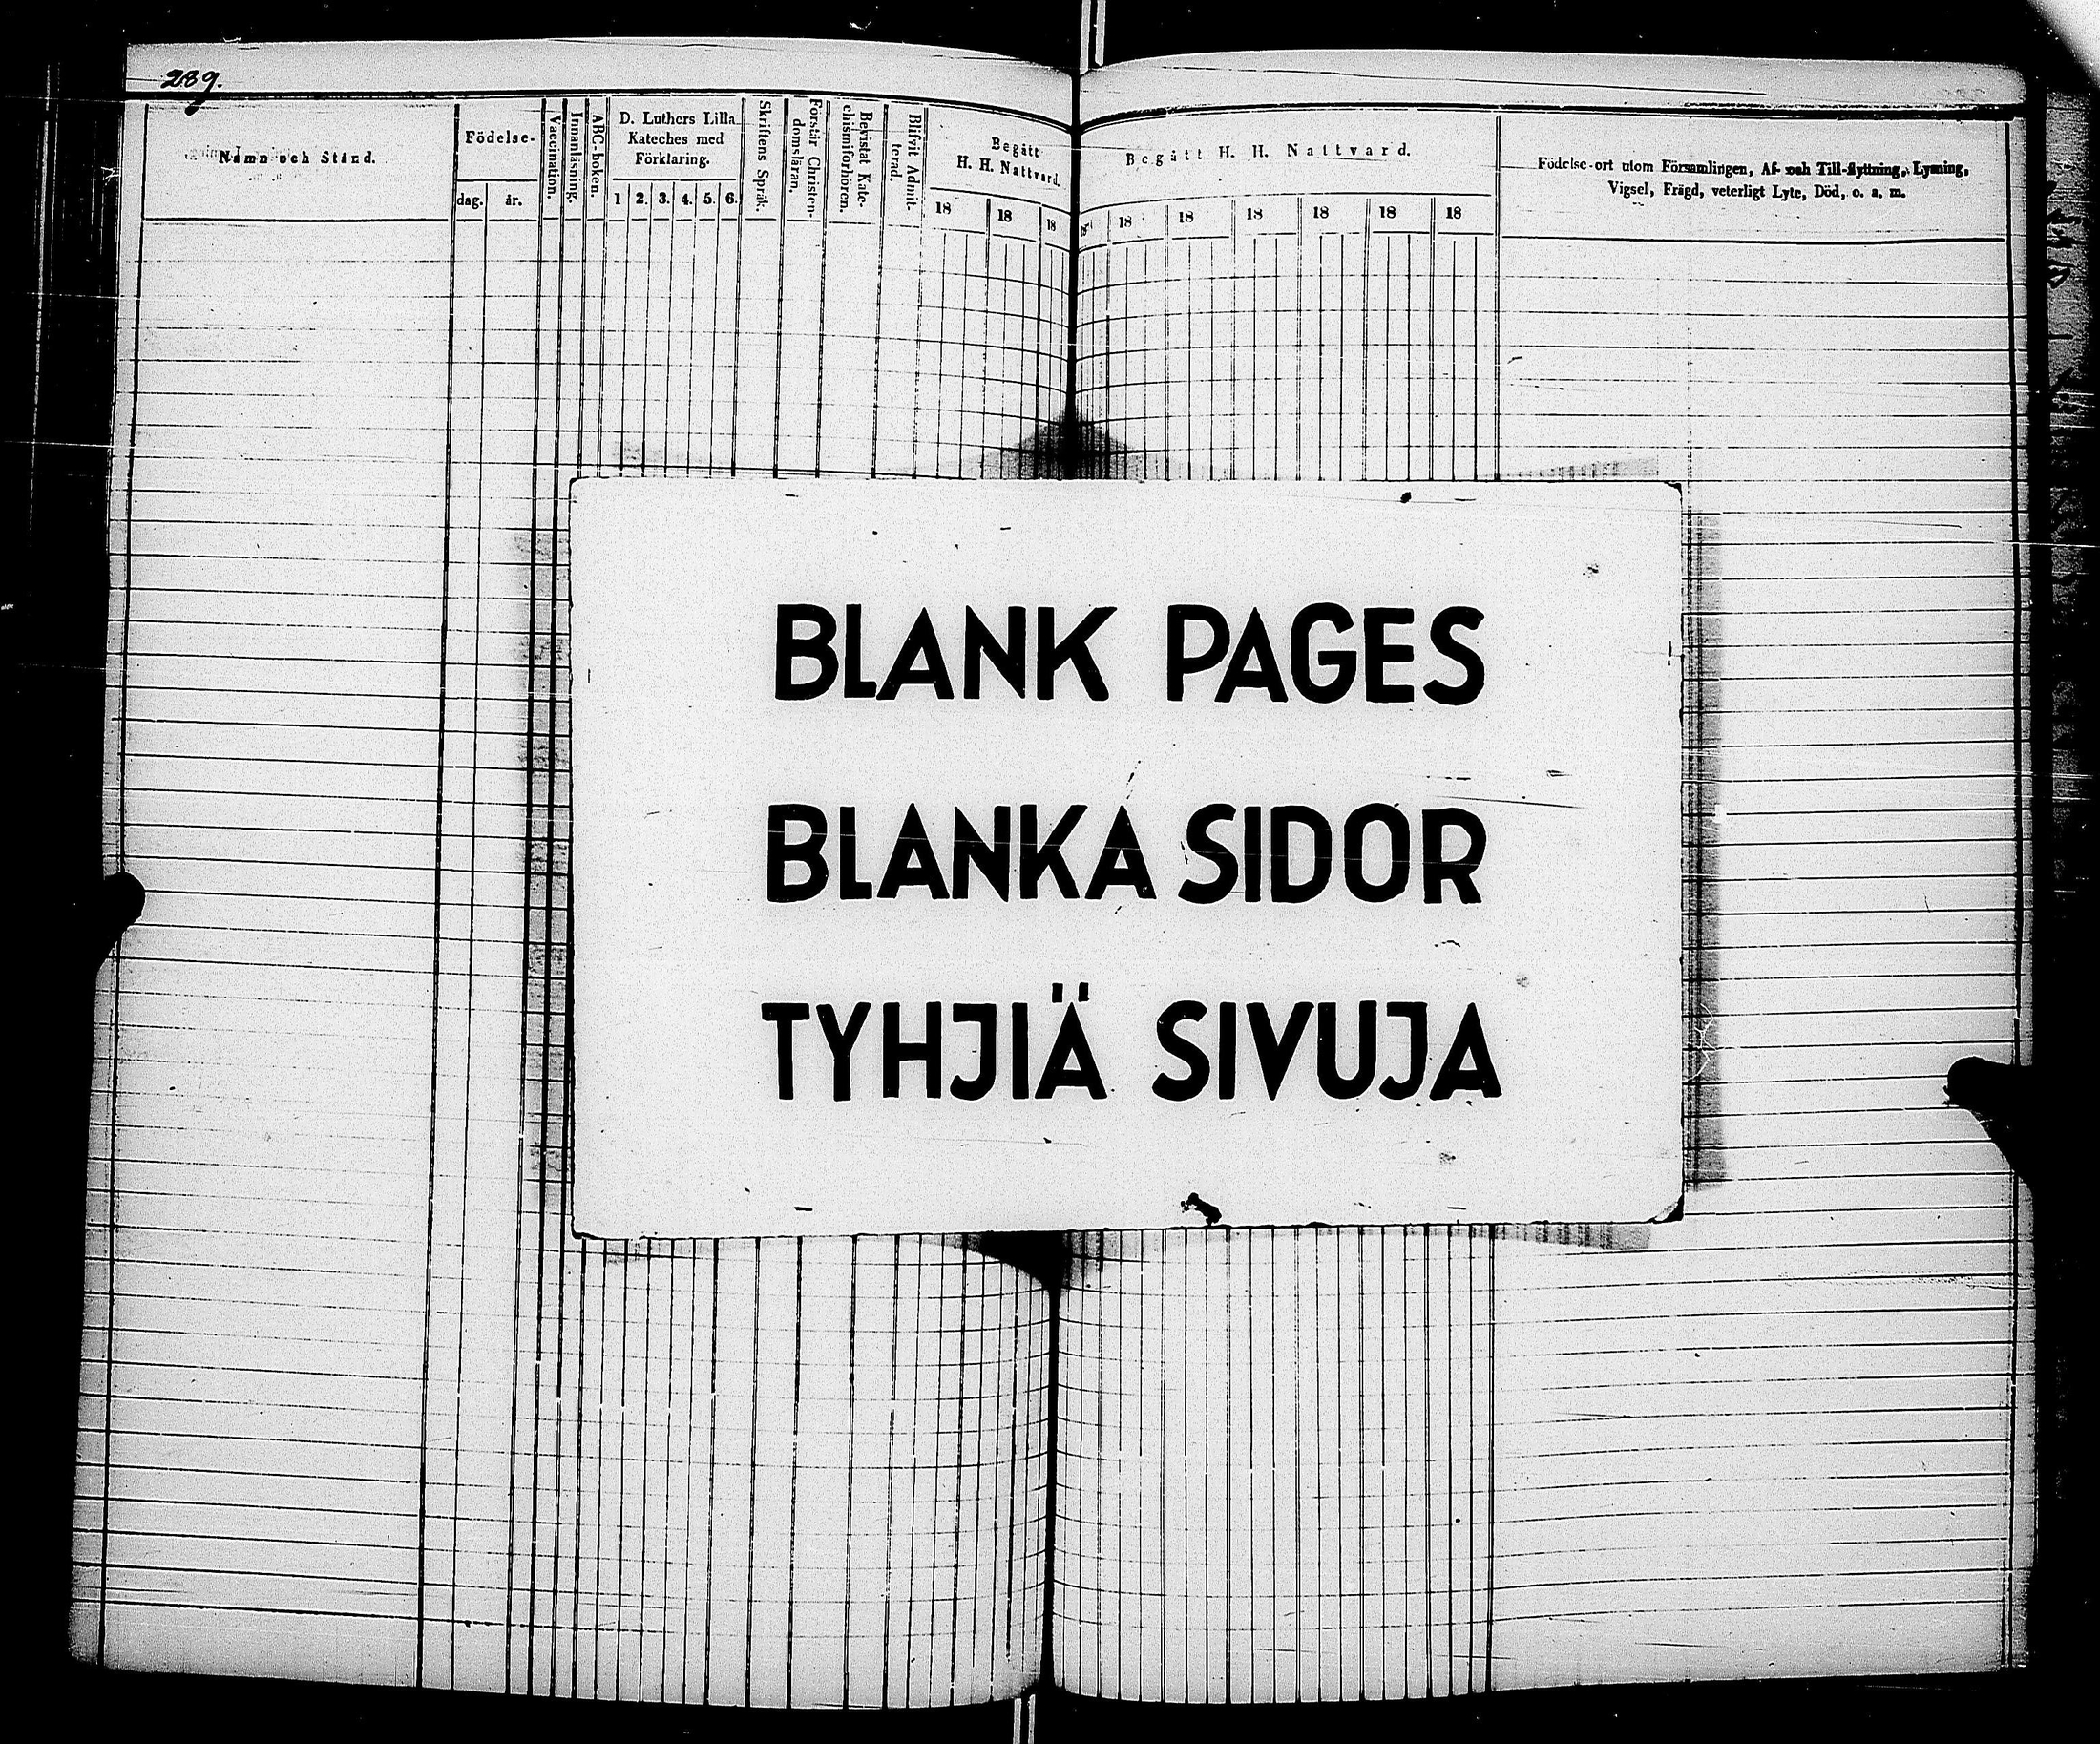 289.
Namn och Stånd.
Födelse-
dag.
år.
Vaccination.
Innanläsning.
ABC-boken.
D. Luthers Lilla
Kateches med
Förklaring.
1 2. 3. 4. 5. 6.
Skriftens Språk.
Förstår Christen-
domsläran.
Bevistat Kate-
chismiförhören.
Blifvit Admit-
terad.
Begått
H. H. Nattvard.
18 18 18
Begått H. H. Nattvard.
18 18 18 18 18 18
Födelse-ort utom Församlingen, Af- och Till-flyttning, Lysning,
Vigsel, Frägd, veterligt Lyte, Död, o. a. m.
BLANK PAGES
BLANKA SIDOR
TYHJIÄ SIVUJA